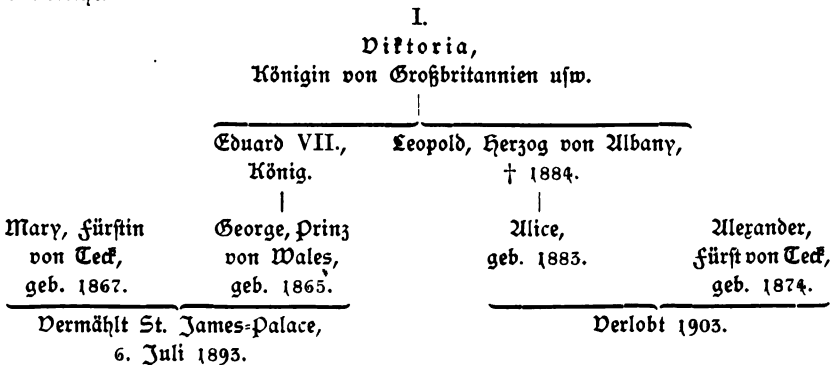 I.
Viktoria,
Königin von Großbritannien usw.
Eduard VII., Leopold, Herzog von Albany,
König. † 1884.
Mary, Fürstin George, Prinz Alice, Alexander,
von Teck, von Wales, geb. 1883. Fürst von Teck,
geb. 1867. geb. 1865. geb. 1874.
Vermählt St. James-Palace, Verlobt 1903.
6. Juli 1893.